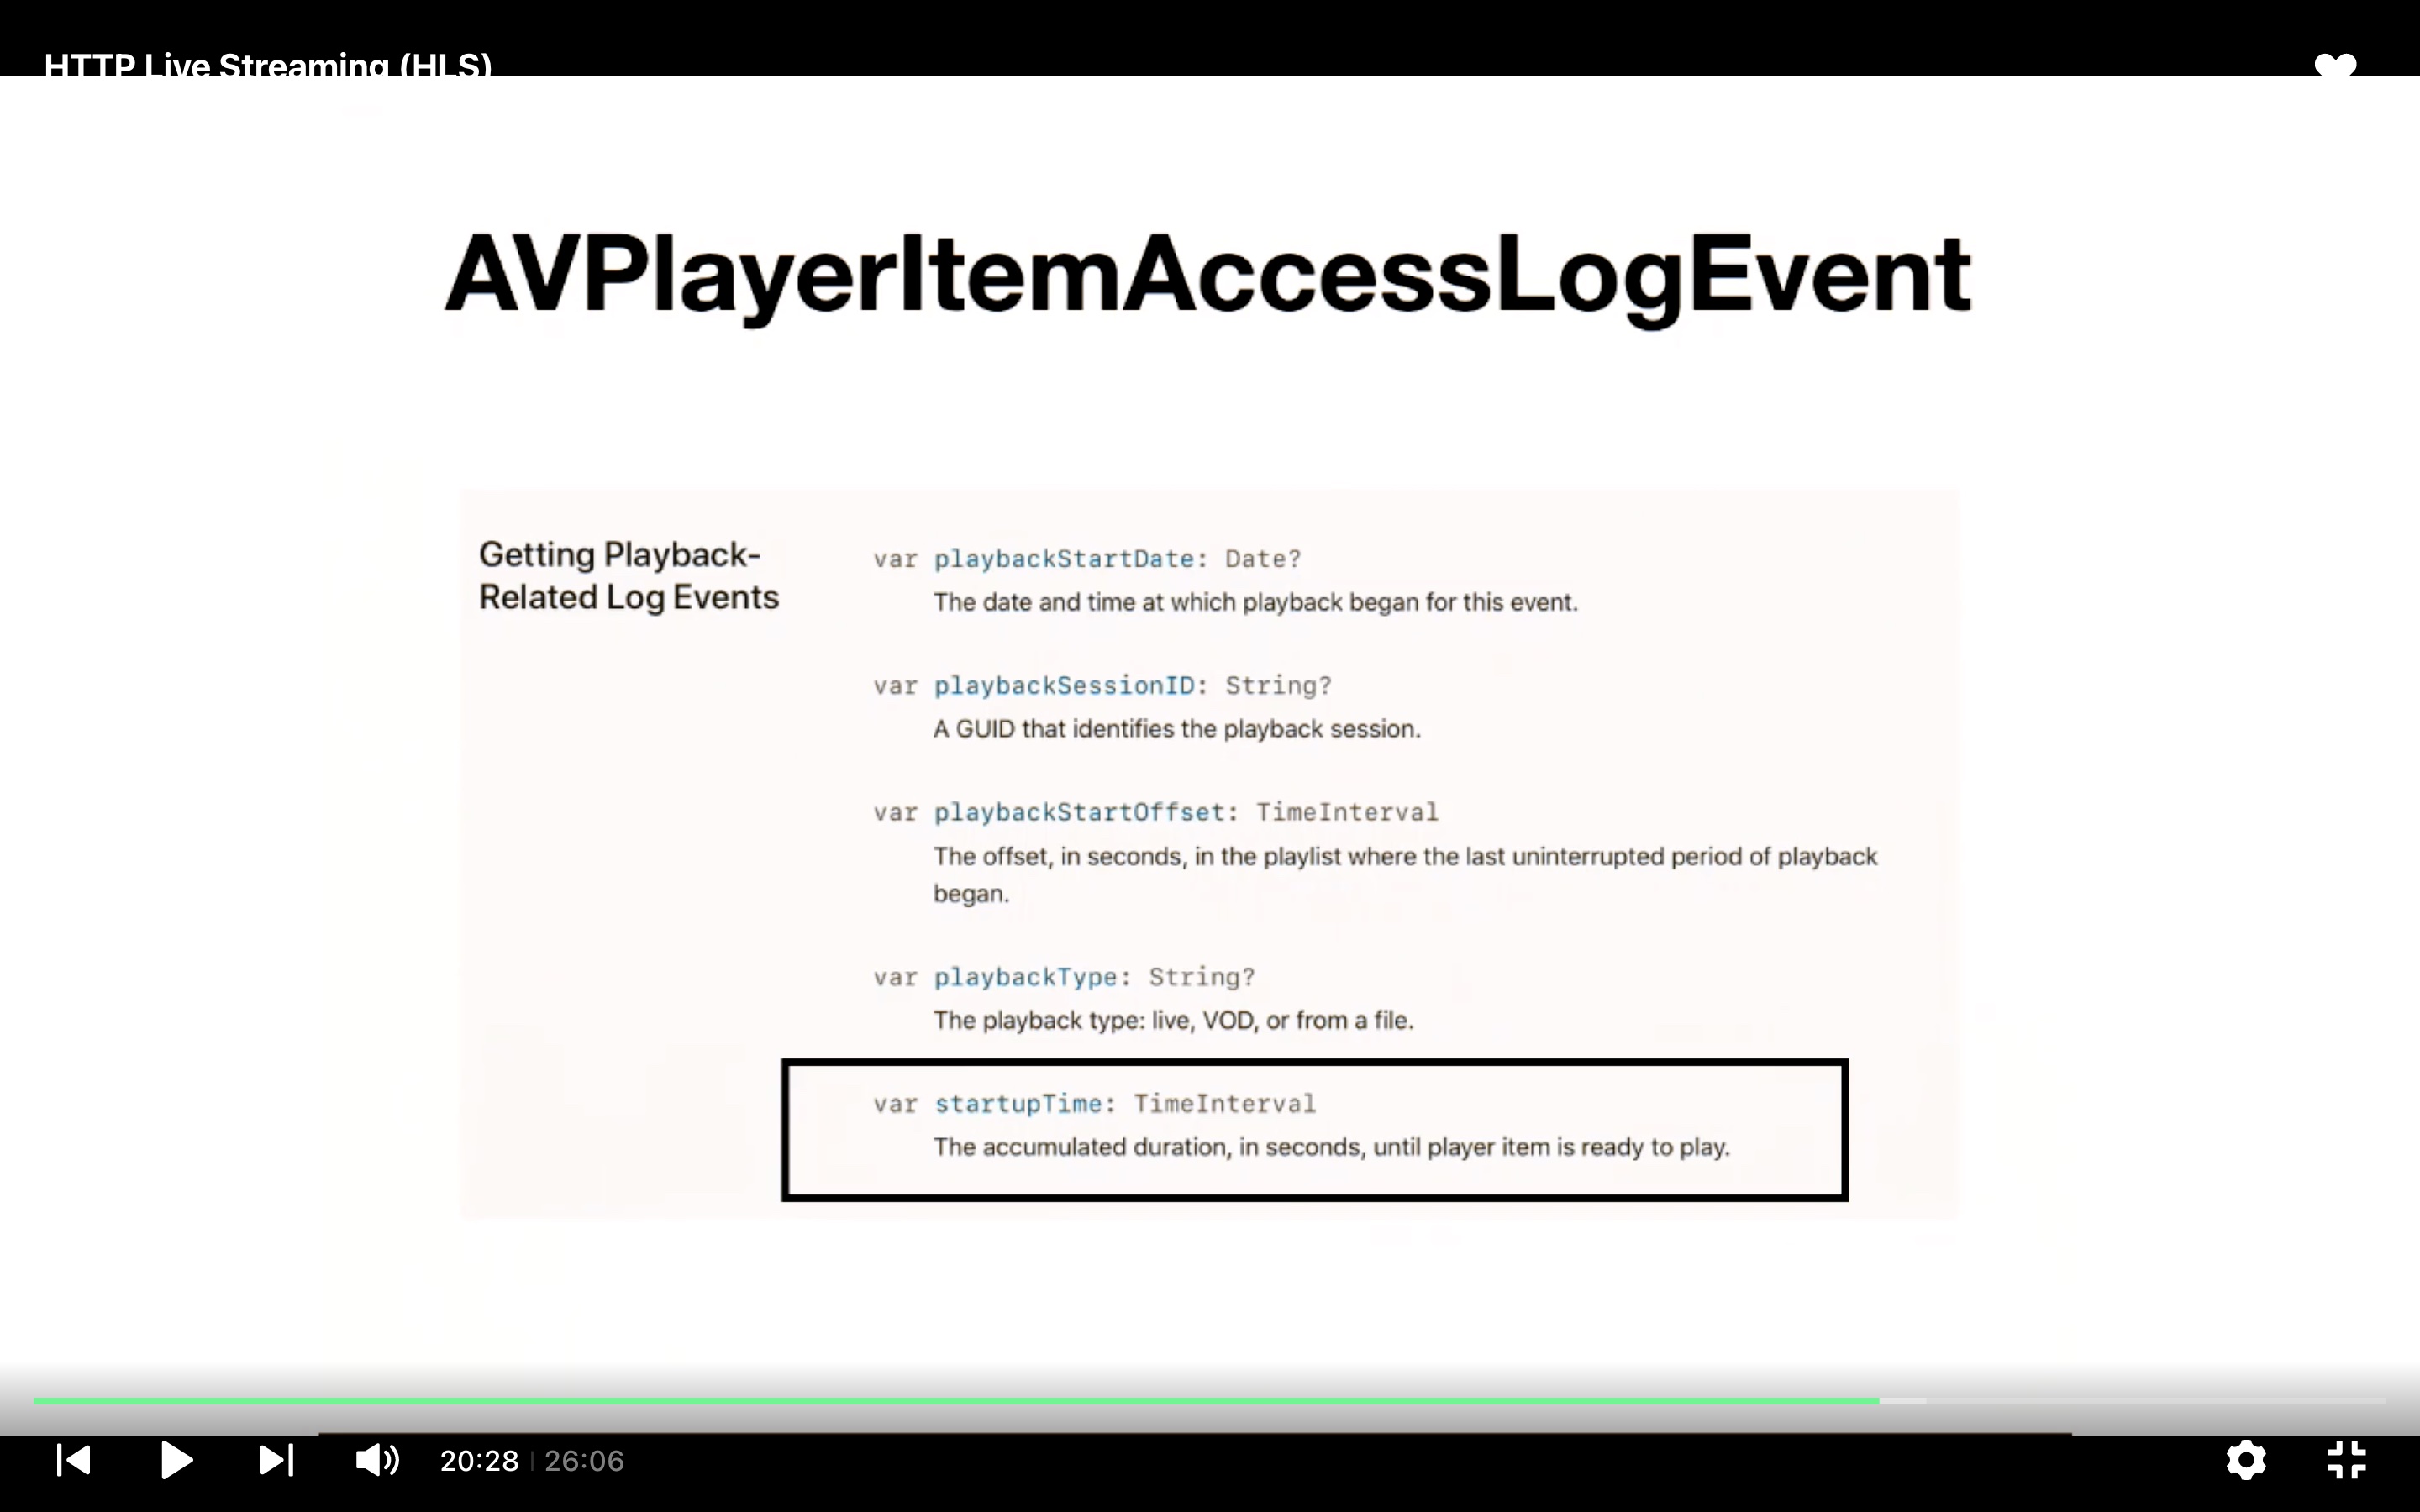 HTTP Live Streaming (HLS)
AVPlayerItemAccessLogEvent
Getting Playback-
Related Log Events
var playbackStartDate: Date?
The date and time at which playback began for this event.
var playbackSessionID: String?
A GUID that identifies the playback session.
var playbackStartOffset: TimeInterval
The offset, in seconds, in the playlist where the last uninterrupted period of playback
began.
var playbackType: String?
The playback type: live, VOD, or from a file.
var startupTime: TimeInterval
The accumulated duration, in seconds, until player item is ready to play.
20:28 | 26:06